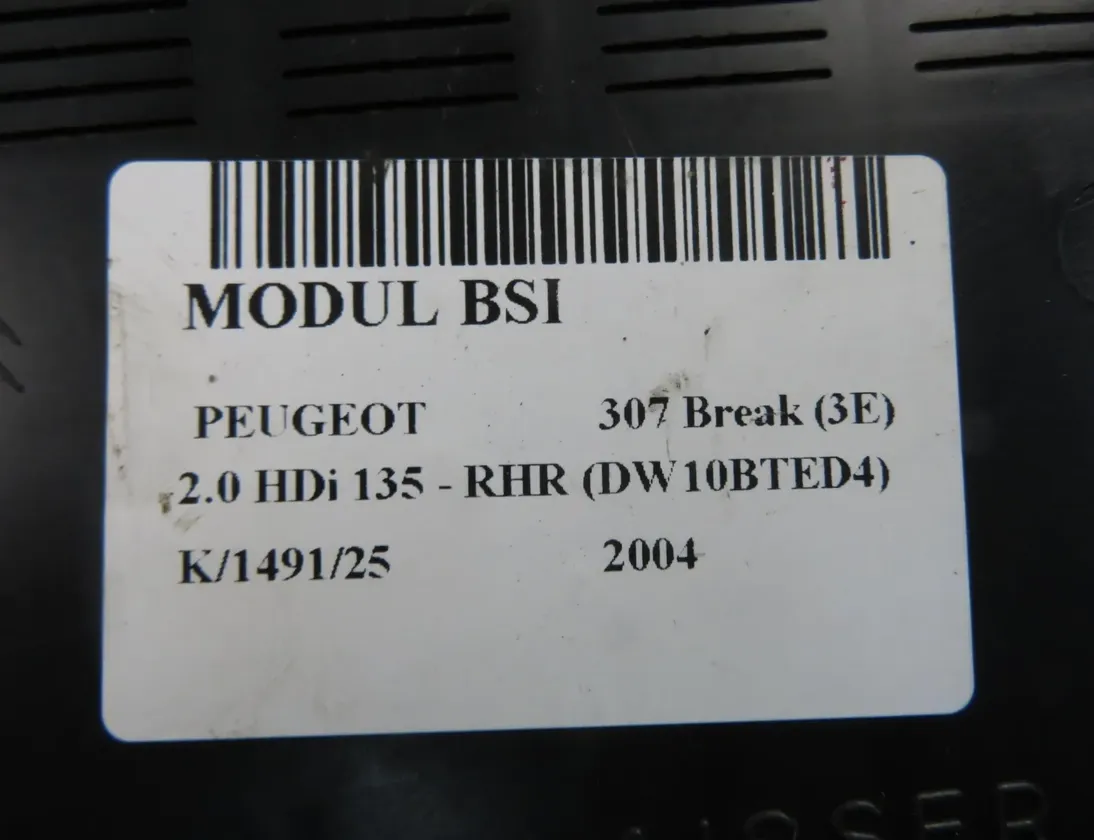 MODUL BSI
PEUGEOT 307 Break (3E)
2.0 HDi 135 - RHR (DW10BTED4)
K/1491/25 2004